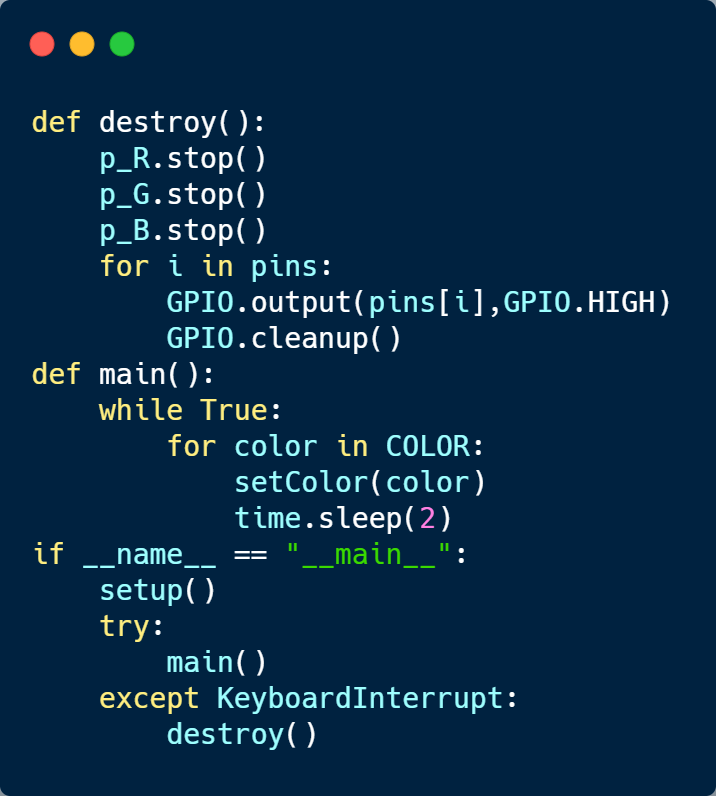 def destroy():
    p_R.stop()
    p_G.stop()
    p_B.stop()
    for i in pins:
        GPIO.output(pins[i],GPIO.HIGH)
        GPIO.cleanup()
def main():
    while True:
        for color in COLOR:
            setColor(color)
            time.sleep(2)
if __name__ == "__main__":
    setup()
    try:
        main()
    except KeyboardInterrupt:
        destroy()